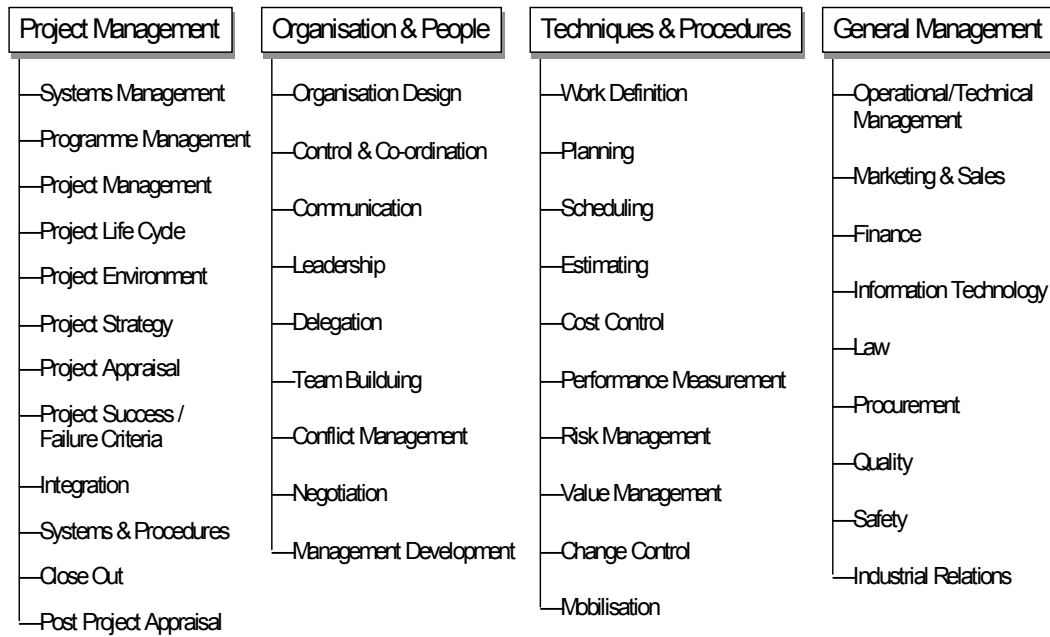 Project Management
Systems Management
Programme Management
Project Management
Project Life Cycle
Project Environment
Project Strategy
Project Appraisal
Project Success /
Failure Criteria
Integration
Systems & Procedures
Close Out
Post Project Appraisal
Organisation & People
Organisation Design
Control & Co-ordination
Communication
Leadership
Delegation
Team Builduing
Conflict Management
Negotiation
Management Development
Techniques & Procedures
Work Definition
Planning
Scheduling
Estimating
Cost Control
Performance Measurement
Risk Management
Value Management
Change Control
Mobilisation
General Management
Operational/Technical
Management
Marketing & Sales
Finance
Information Technology
Law
Procurement
Quality
Safety
Industrial Relations